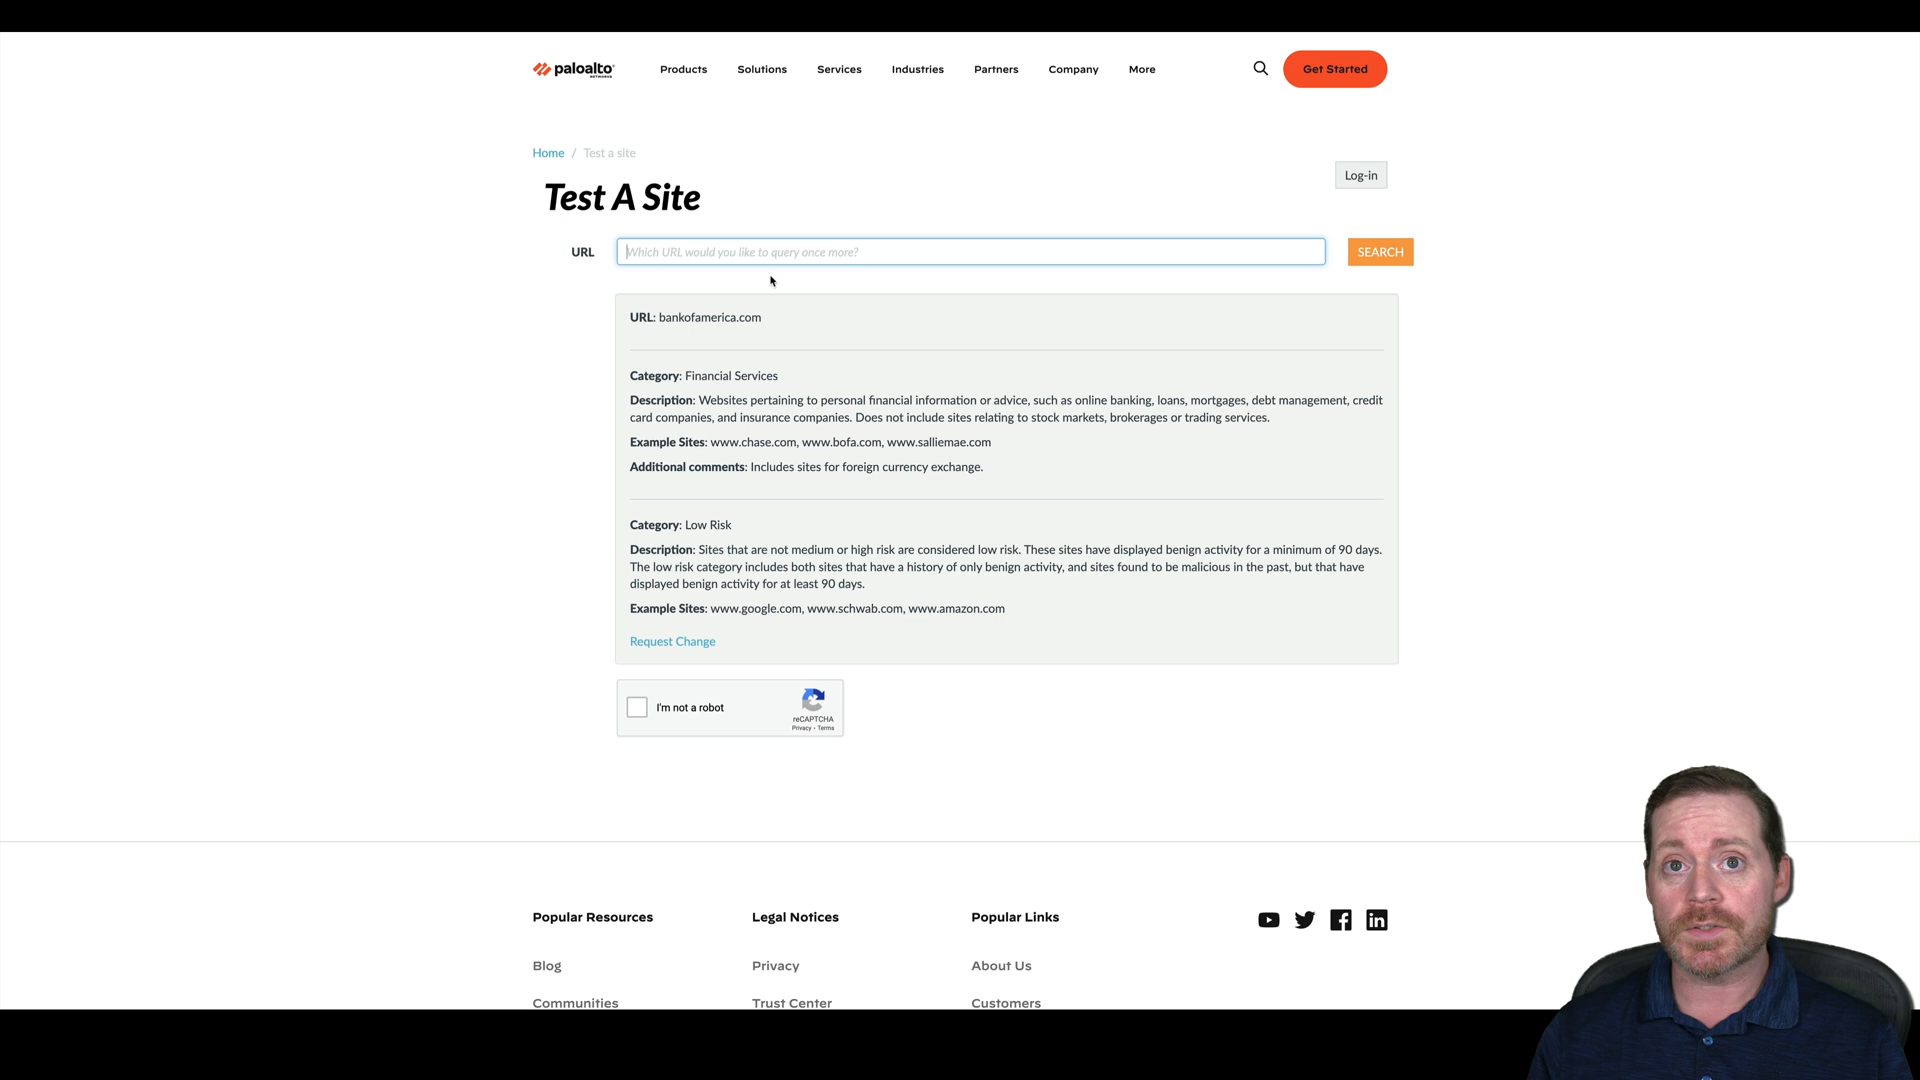 paloalto
NETWORKS
Products
Solutions
Services
Industries
Partners
Company
More
Get Started
Home / Test a site
Log-in
Test A Site
URL
Which URL would you like to query once more?
SEARCH
URL: bankofamerica.com
Category: Financial Services
Description: Websites pertaining to personal financial information or advice, such as online banking, loans, mortgages, debt management, credit
card companies, and insurance companies. Does not include sites relating to stock markets, brokerages or trading services.
Example Sites: www.chase.com, www.bofa.com, www.salliemae.com
Additional comments: Includes sites for foreign currency exchange.
Category: Low Risk
Description: Sites that are not medium or high risk are considered low risk. These sites have displayed benign activity for a minimum of 90 days.
The low risk category includes both sites that have a history of only benign activity, and sites found to be malicious in the past, but that have
displayed benign activity for at least 90 days.
Example Sites: www.google.com, www.schwab.com, www.amazon.com
Request Change
I'm not a robot
reCAPTCHA
Privacy - Terms
Popular Resources
Legal Notices
Popular Links
Blog
Privacy
About Us
Communities
Trust Center
Customers